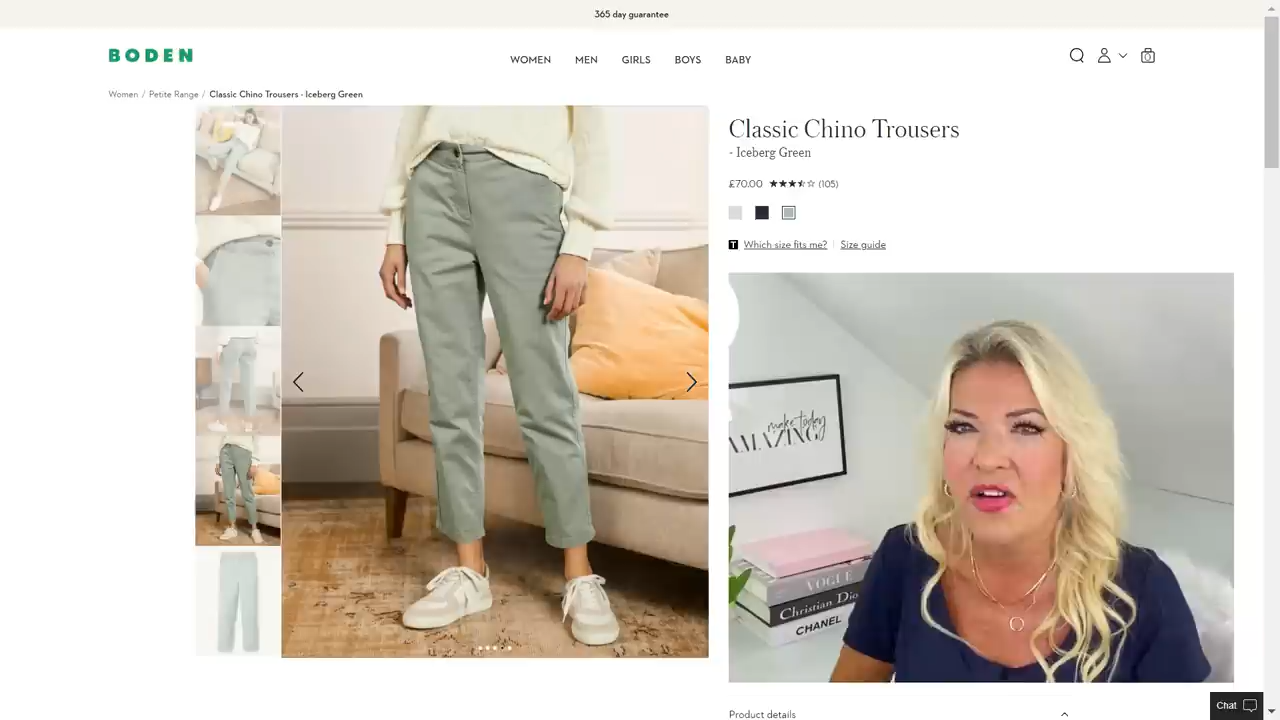 365 day guarantee
BODEN
WOMEN MEN GIRLS BOYS BABY
0
Women / Petite Range / Classic Chino Trousers - Iceberg Green
Classic Chino Trousers
- Iceberg Green
£70.00 (105)
T Which size fits me? Size guide
make today
AMAZING!
VOGUE
Christian Dio
CHANEL
Chat
Product details